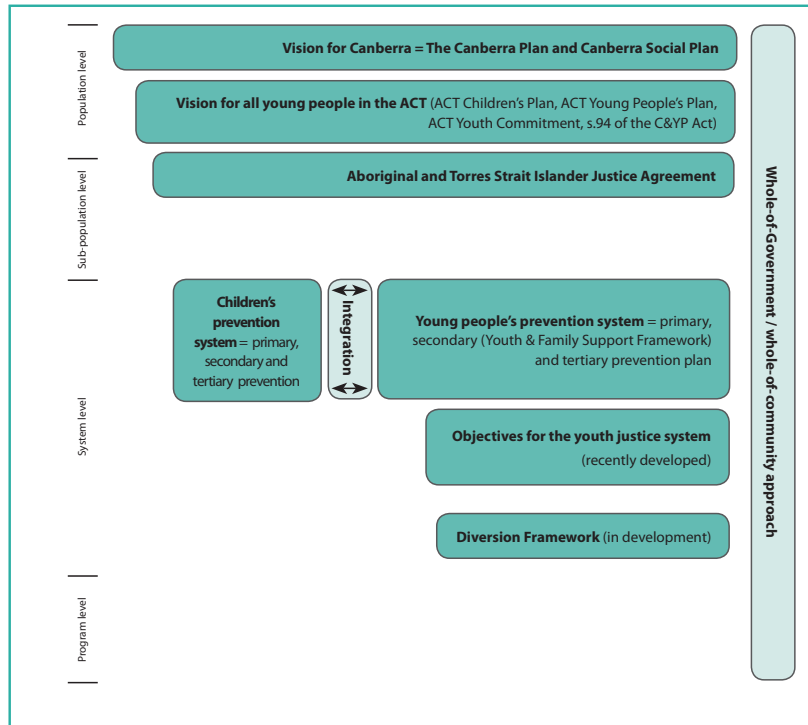 Population level
Vision for Canberra = The Canberra Plan and Canberra Social Plan
Vision for all young people in the ACT (ACT Children's Plan, ACT Young People's Plan,
ACT Youth Commitment, s.94 of the C&YP Act)
Sub-population level
Aboriginal and Torres Strait Islander Justice Agreement
System level
Children's
prevention
system = primary,
secondary and
tertiary prevention
Integration
Young people's prevention system = primary,
secondary (Youth & Family Support Framework)
and tertiary prevention plan
Objectives for the youth justice system
(recently developed)
Diversion Framework (in development)
Program level
Whole-of-Government / whole-of-community approach